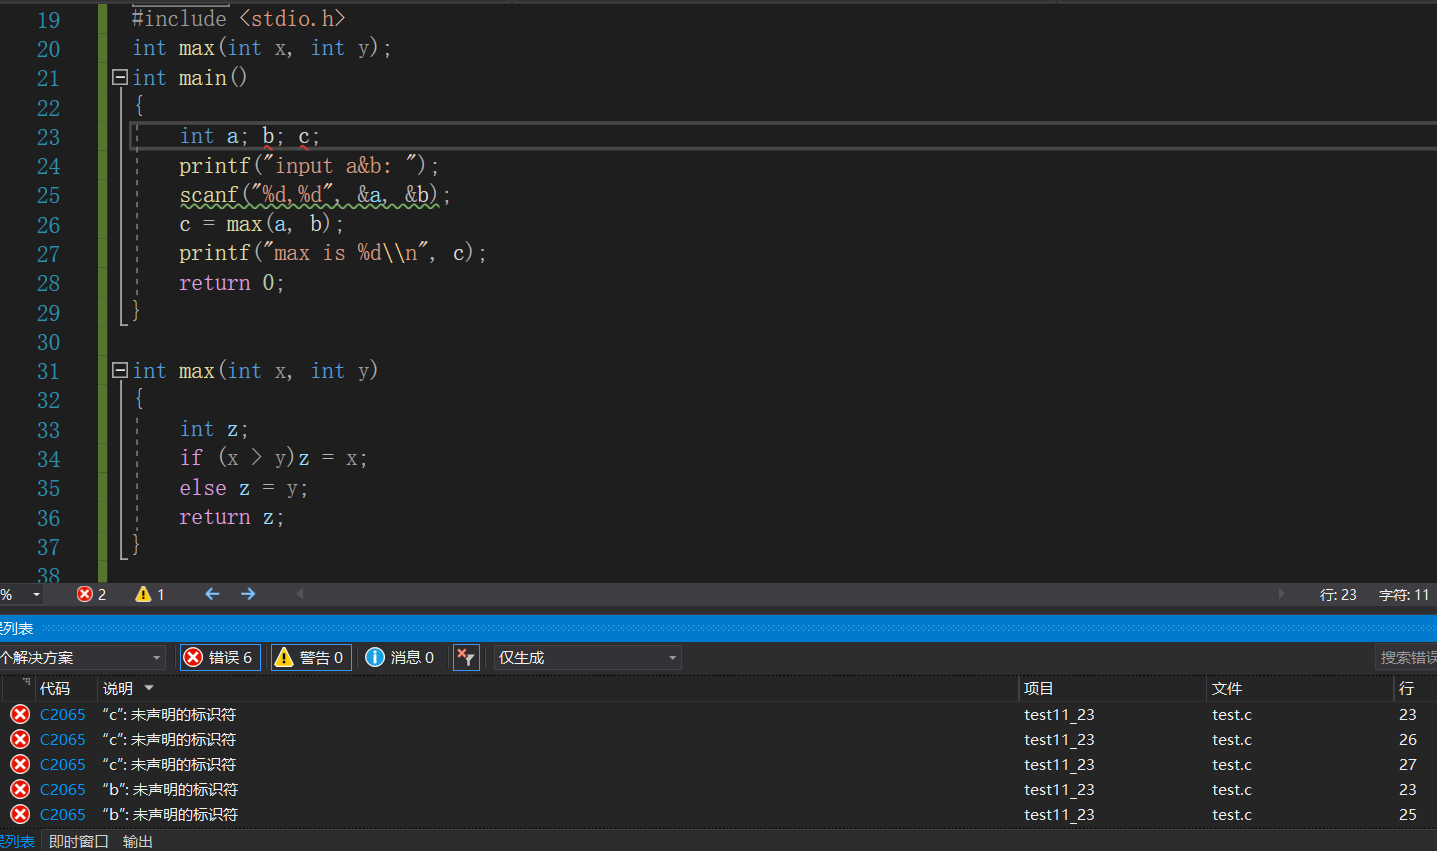 19 #include <stdio.h>
20 int max(int x, int y);
21 int main()
22 {
23 int a; b; c;
24 printf("input a&b: ");
25 scanf("%d,%d", &a, &b);
26 c = max(a, b);
27 printf("max is %d\\n", c);
28 return 0;
29 }
30
31 int max(int x, int y)
32 {
33 int z;
34 if (x > y)z = x;
35 else z = y;
36 return z;
37 }
38
% 2 1 行: 23 字符: 11
列表
个解决方案 错误 6 警告 0 消息 0 仅生成 搜索错误
代码 说明 项目 文件 行
C2065 “c”: 未声明的标识符 test11_23 test.c 23
C2065 “c”: 未声明的标识符 test11_23 test.c 26
C2065 “c”: 未声明的标识符 test11_23 test.c 27
C2065 “b”: 未声明的标识符 test11_23 test.c 23
C2065 “b”: 未声明的标识符 test11_23 test.c 25
列表 即时窗口 输出